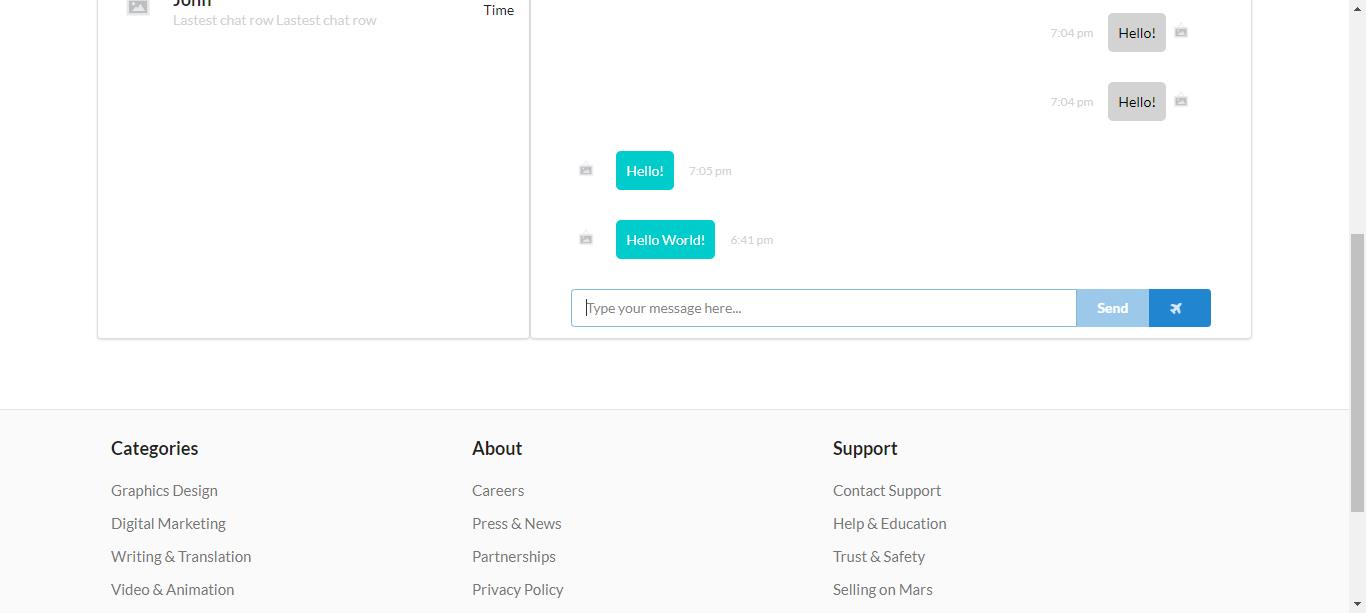 John
Lastest chat row Lastest chat row
Time
7:04 pm
Hello!
7:04 pm
Hello!
Hello!
7:05 pm
Hello World!
6:41 pm
Type your message here...
Send
Categories
Graphics Design
Digital Marketing
Writing & Translation
Video & Animation
About
Careers
Press & News
Partnerships
Privacy Policy
Support
Contact Support
Help & Education
Trust & Safety
Selling on Mars